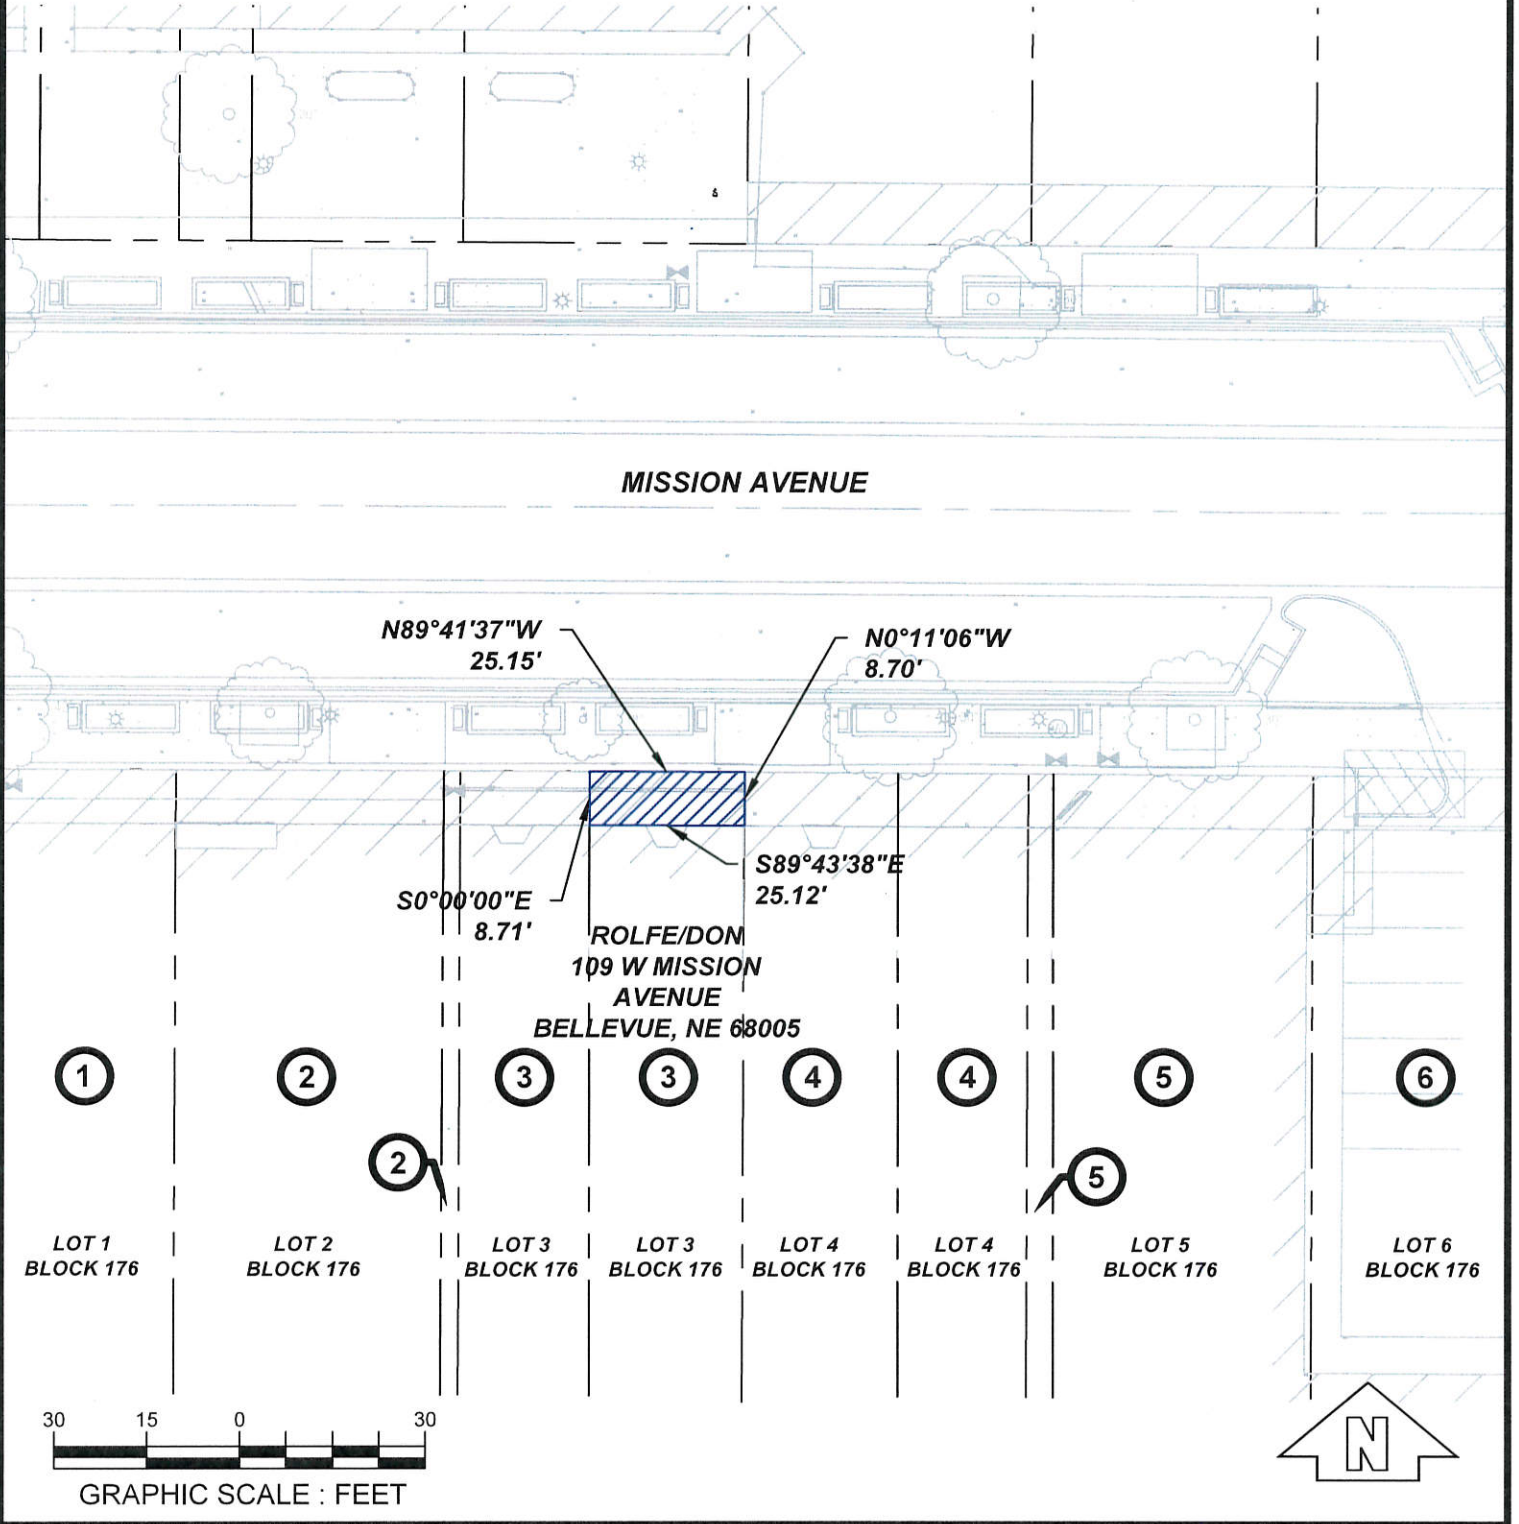 MISSION AVENUE
N89°41'37"W
25.15'
N0°11'06"W
8.70'
S89°43'38"E
25.12'
S0°00'00"E
8.71'
ROLFE/DON
109 W MISSION
AVENUE
BELLEVUE, NE 68005
1
2
3
3
4
4
5
6
2
5
LOT 1
BLOCK 176
LOT 2
BLOCK 176
LOT 3
BLOCK 176
LOT 3
BLOCK 176
LOT 4
BLOCK 176
LOT 4
BLOCK 176
LOT 5
BLOCK 176
LOT 6
BLOCK 176
30 15 0 30
GRAPHIC SCALE : FEET
N